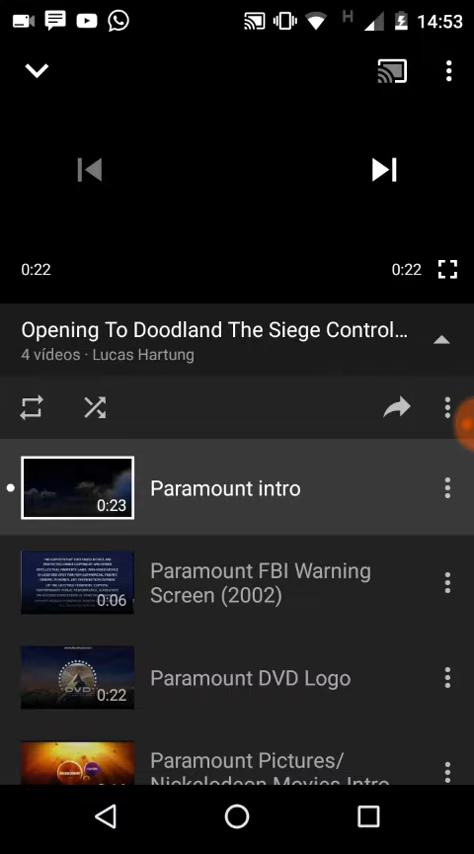 H 14:53
0:22 0:22
Opening To Doodland The Siege Control...
4 vídeos · Lucas Hartung
0:23
Paramount intro
0:06
Paramount FBI Warning
Screen (2002)
DVD
0:22
Paramount DVD Logo
Paramount Pictures/
Nickelodeon Movies Intro